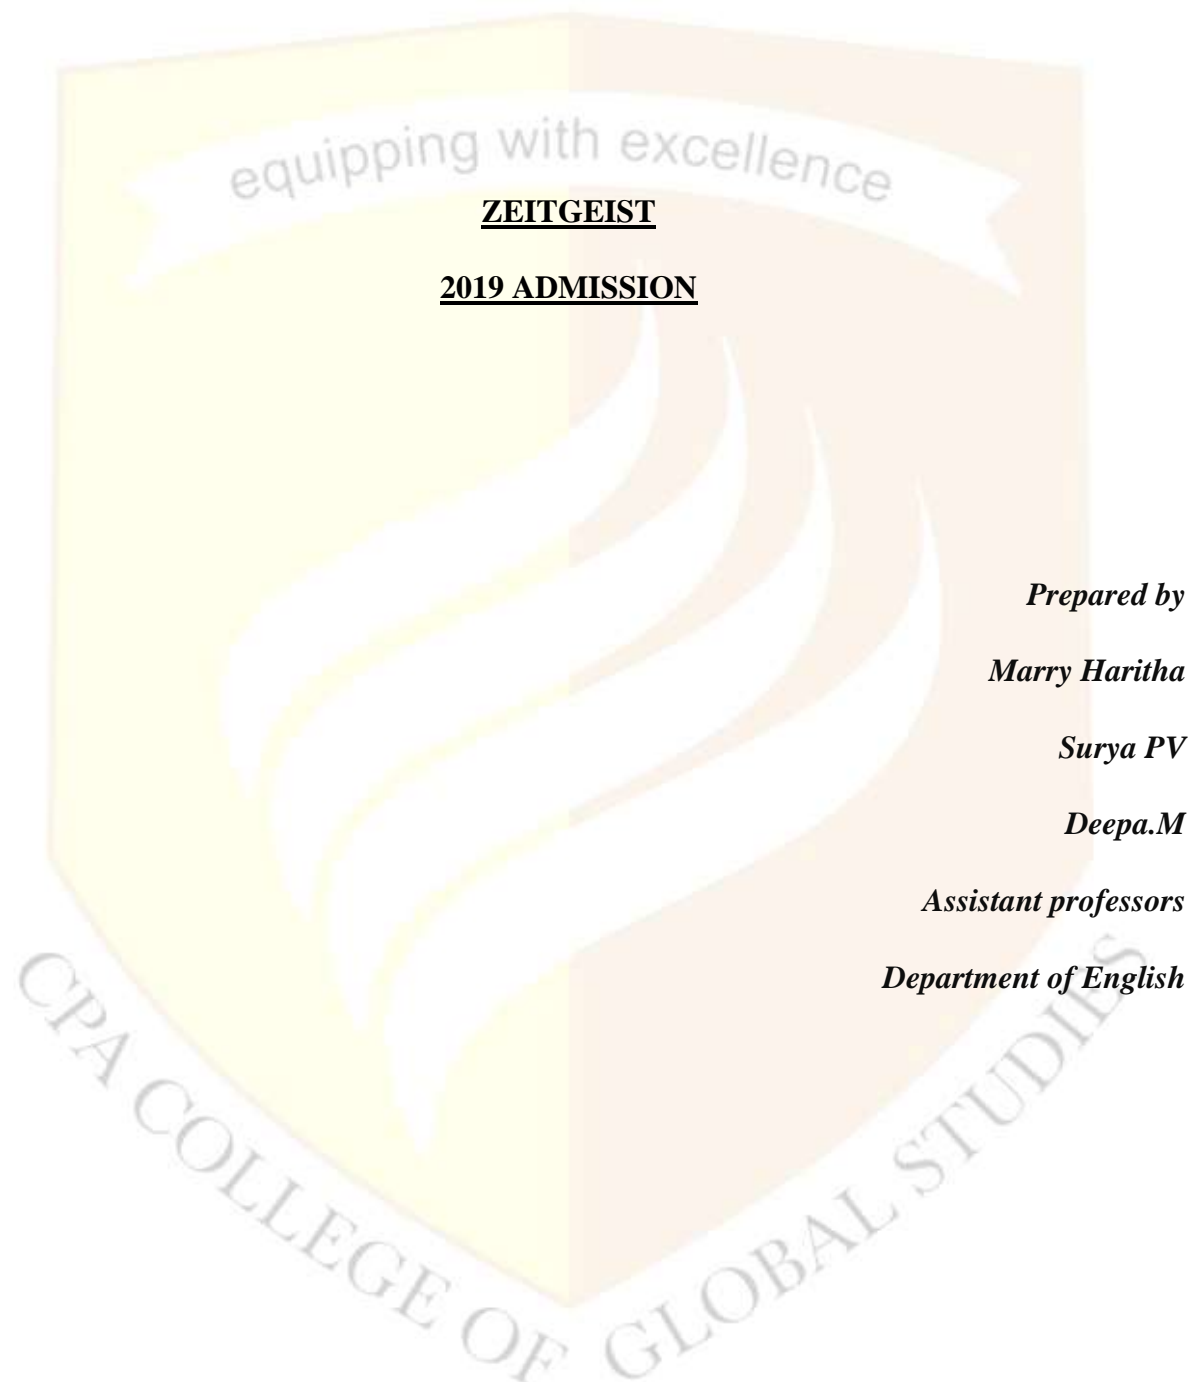 equipping with excellence
ZEITGEIST
2019 ADMISSION
Prepared by
Marry Haritha
Surya PV
Deepa.M
Assistant professors
Department of English
CPA COLLEGE OF GLOBAL STUDIES